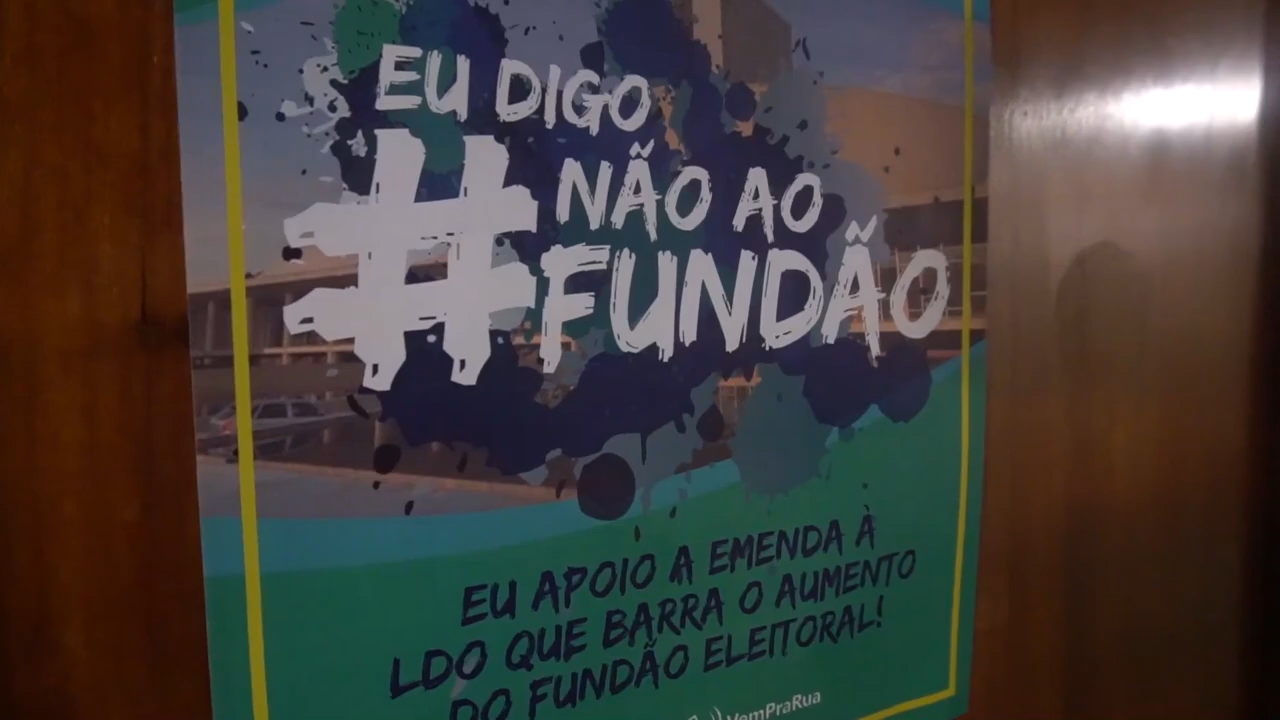 EU DIGO
#NÃO AO
FUNDÃO
EU APOIO A EMENDA À
LDO QUE BARRA O AUMENTO
DO FUNDÃO ELEITORAL!
VemPraRua